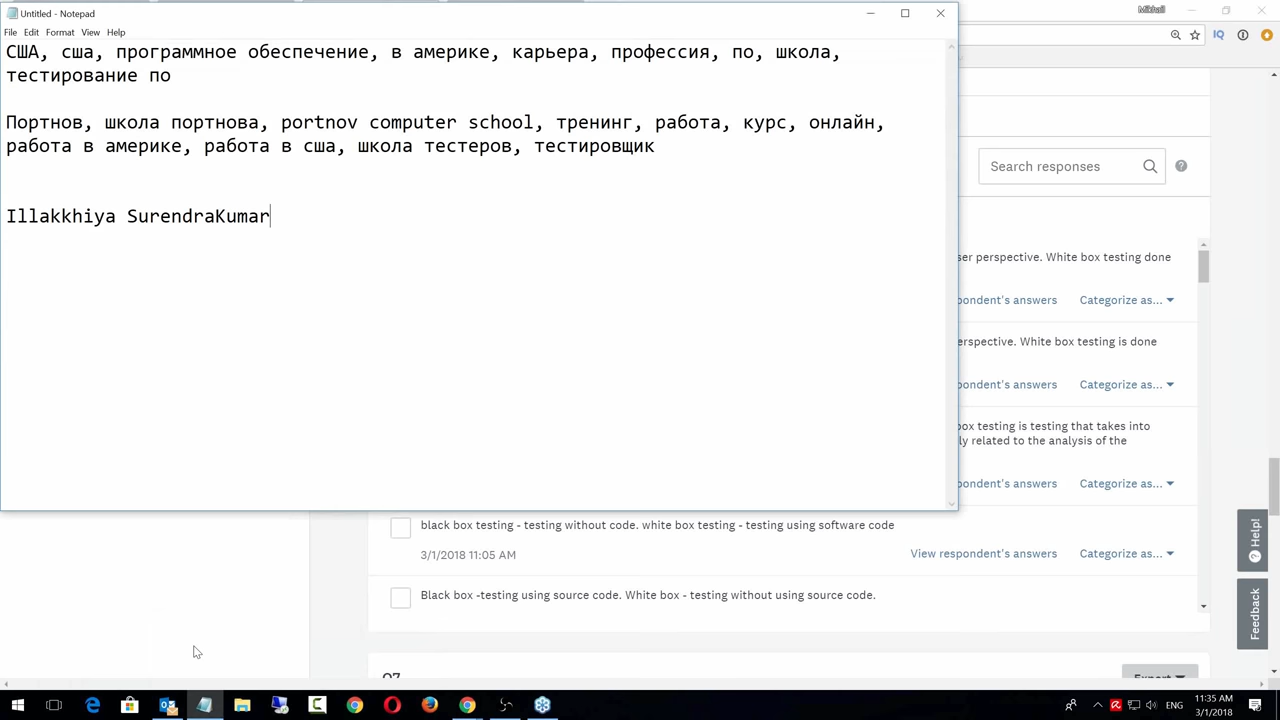 Untitled - Notepad
Mikhail
File Edit Format View Help
США, сша, программное обеспечение, в америке, карьера, профессия, по, школа,
тестирование по
Портнов, школа портнова, portnov computer school, тренинг, работа, курс, онлайн,
работа в америке, работа в сша, школа тестеров, тестировщик
Illakkhiya SurendraKumar
Search responses
ser perspective. White box testing done
pondent's answers Categorize as...
erspective. White box testing is done
pondent's answers Categorize as...
box testing is testing that takes into
ly related to the analysis of the
pondent's answers Categorize as...
black box testing - testing without code. white box testing - testing using software code
3/1/2018 11:05 AM View respondent's answers Categorize as...
Black box -testing using source code. White box - testing without using source code.
Help!
Feedback
Q7 Export
ENG
11:35 AM
3/1/2018